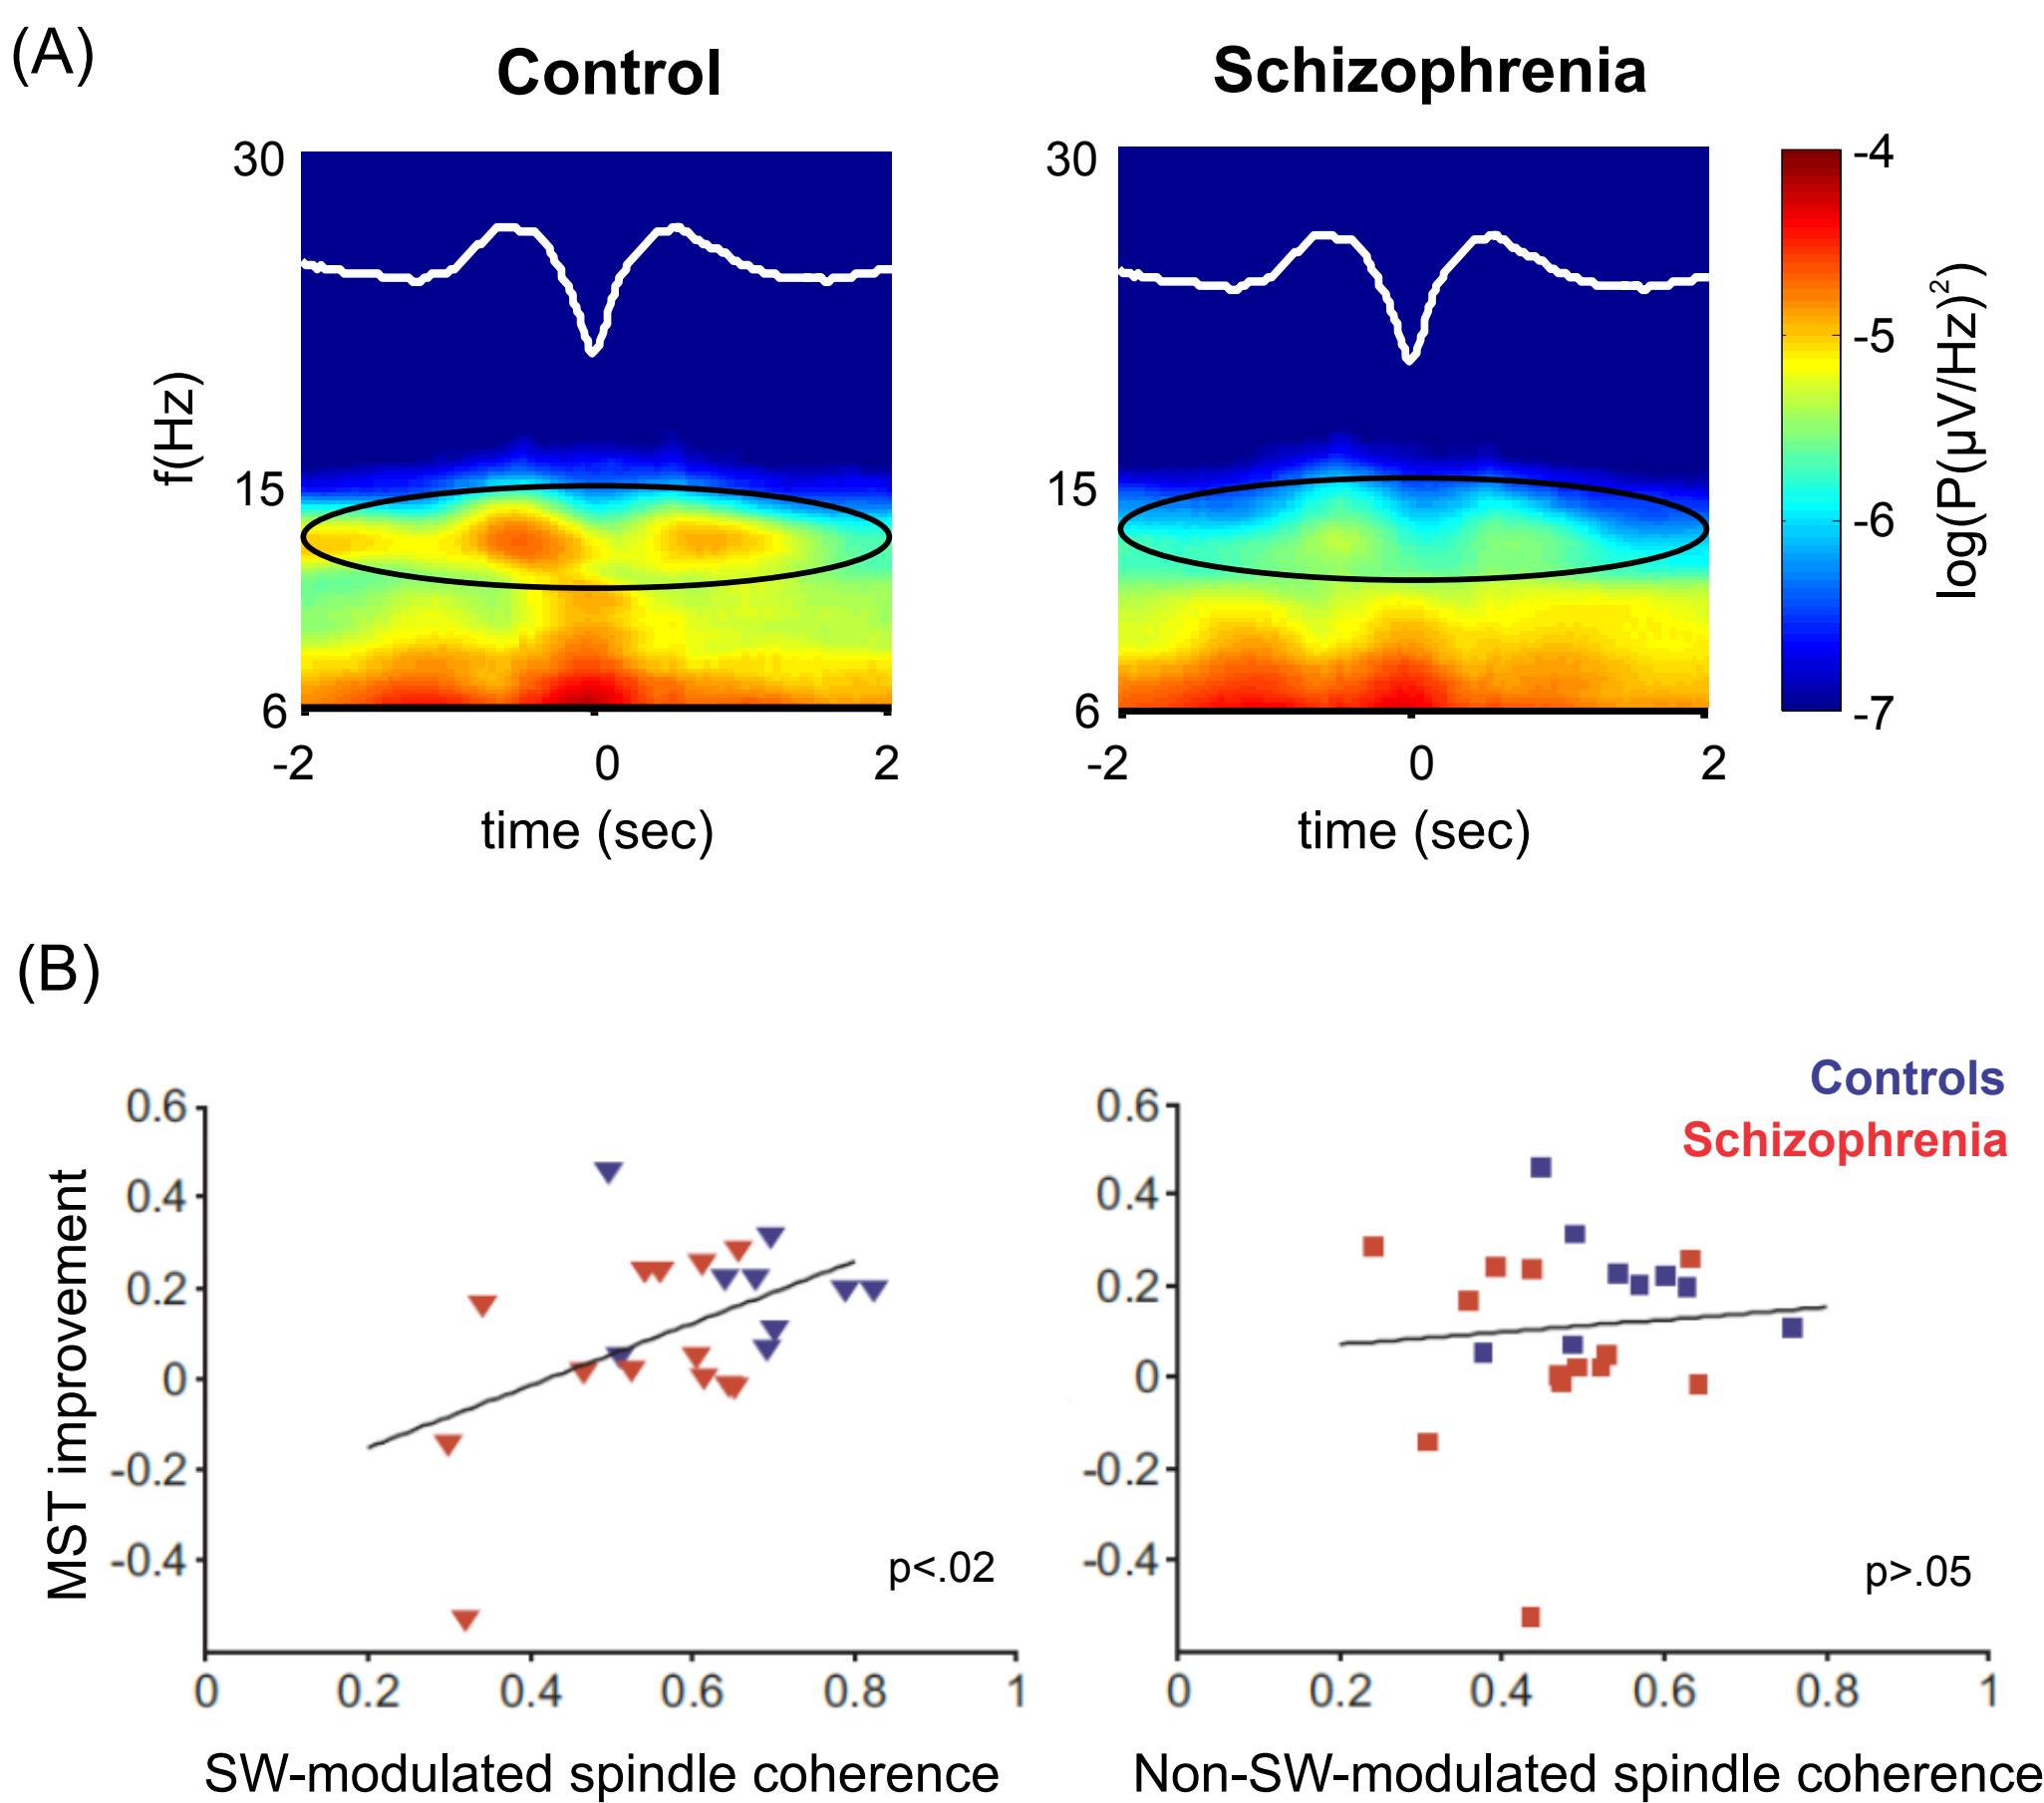 (A)
Control
Schizophrenia
30
15
6
f(Hz)
-2
0
2
time (sec)
30
15
6
-2
0
2
time (sec)
-4
-5
-6
-7
log(P(μV/Hz)²))
(B)
Controls
Schizophrenia
0.6
0.4
0.2
0
-0.2
-0.4
MST improvement
p<.02
0
0.2
0.4
0.6
0.8
1
SW-modulated spindle coherence
0.6
0.4
0.2
0
-0.2
-0.4
p>.05
0
0.2
0.4
0.6
0.8
1
Non-SW-modulated spindle coherence